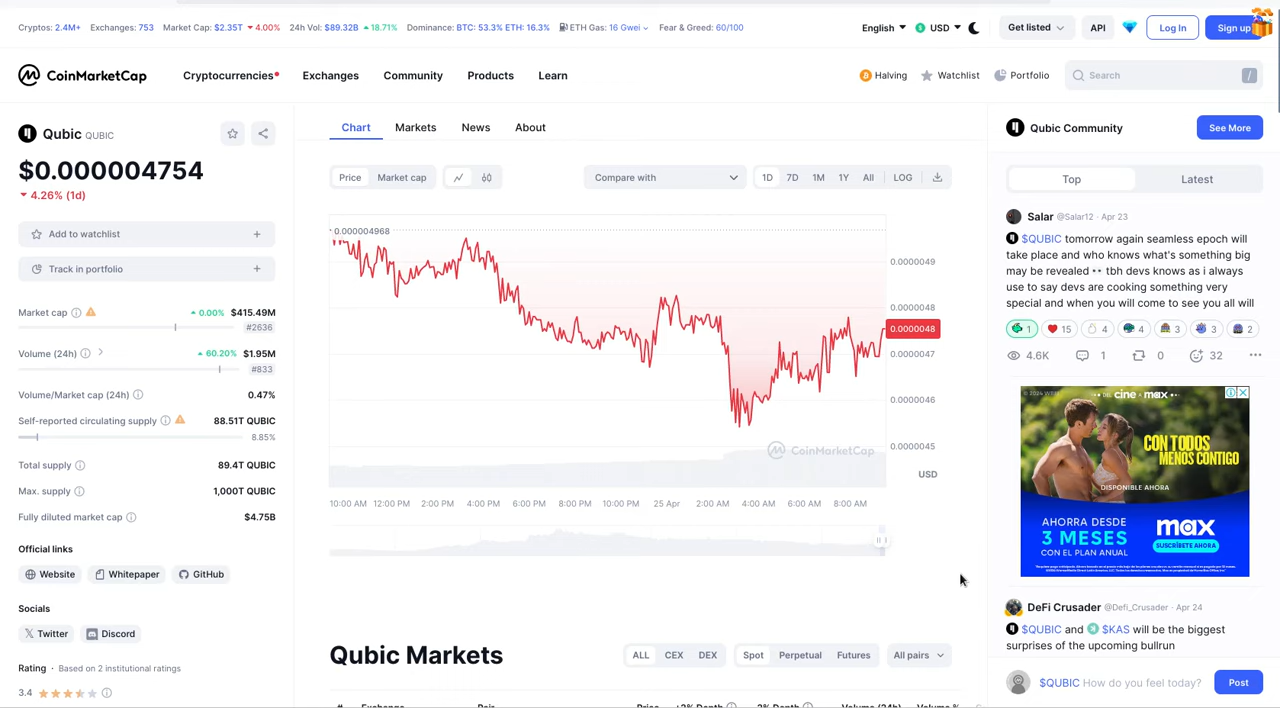 Cryptos: 2.4M+ Exchanges: 753 Market Cap: $2.35T 4.00% 24h Vol: $89.32B 18.71% Dominance: BTC: 53.3% ETH: 16.3% ETH Gas: 16 Gwei Fear & Greed: 60/100
English USD Get listed API Log In Sign up
CoinMarketCap Cryptocurrencies Exchanges Community Products Learn Halving Watchlist Portfolio Search /
Qubic QUBIC
$0.000004754
4.26% (1d)
Add to watchlist +
Track in portfolio +
Market cap 0.00% $415.49M
#2636
Volume (24h) 60.20% $1.95M
#833
Volume/Market cap (24h) 0.47%
Self-reported circulating supply 88.51T QUBIC
8.85%
Total supply 89.4T QUBIC
Max. supply 1,000T QUBIC
Fully diluted market cap $4.75B
Official links
Website Whitepaper GitHub
Socials
Twitter Discord
Rating · Based on 2 institutional ratings
3.4
Chart Markets News About
Price Market cap Compare with 1D 7D 1M 1Y All LOG
0.000004968
0.0000049
0.0000048
0.0000048
0.0000047
0.0000046
0.0000045
CoinMarketCap
USD
10:00 AM 12:00 PM 2:00 PM 4:00 PM 6:00 PM 8:00 PM 10:00 PM 25 Apr 2:00 AM 4:00 AM 6:00 AM 8:00 AM
Qubic Markets ALL CEX DEX Spot Perpetual Futures All pairs
Qubic Community See More
Top Latest
Salar @Salar12 · Apr 23
$QUBIC tomorrow again seamless epoch will
take place and who knows what's something big
may be revealed 👀 tbh devs knows as i always
use to say devs are cooking something very
special and when you will come to see you all will
1 15 4 4 3 3 2
4.6K 1 0 32
cine max
CON TODOS
MENOS CONTIGO
DISPONIBLE AHORA
AHORA DESDE
3 MESES
CON EL PLAN ANUAL
max
SUSCRÍBETE AHORA
DeFi Crusader @Defi_Crusader · Apr 24
$QUBIC and $KAS will be the biggest
surprises of the upcoming bullrun
$QUBIC How do you feel today? Post